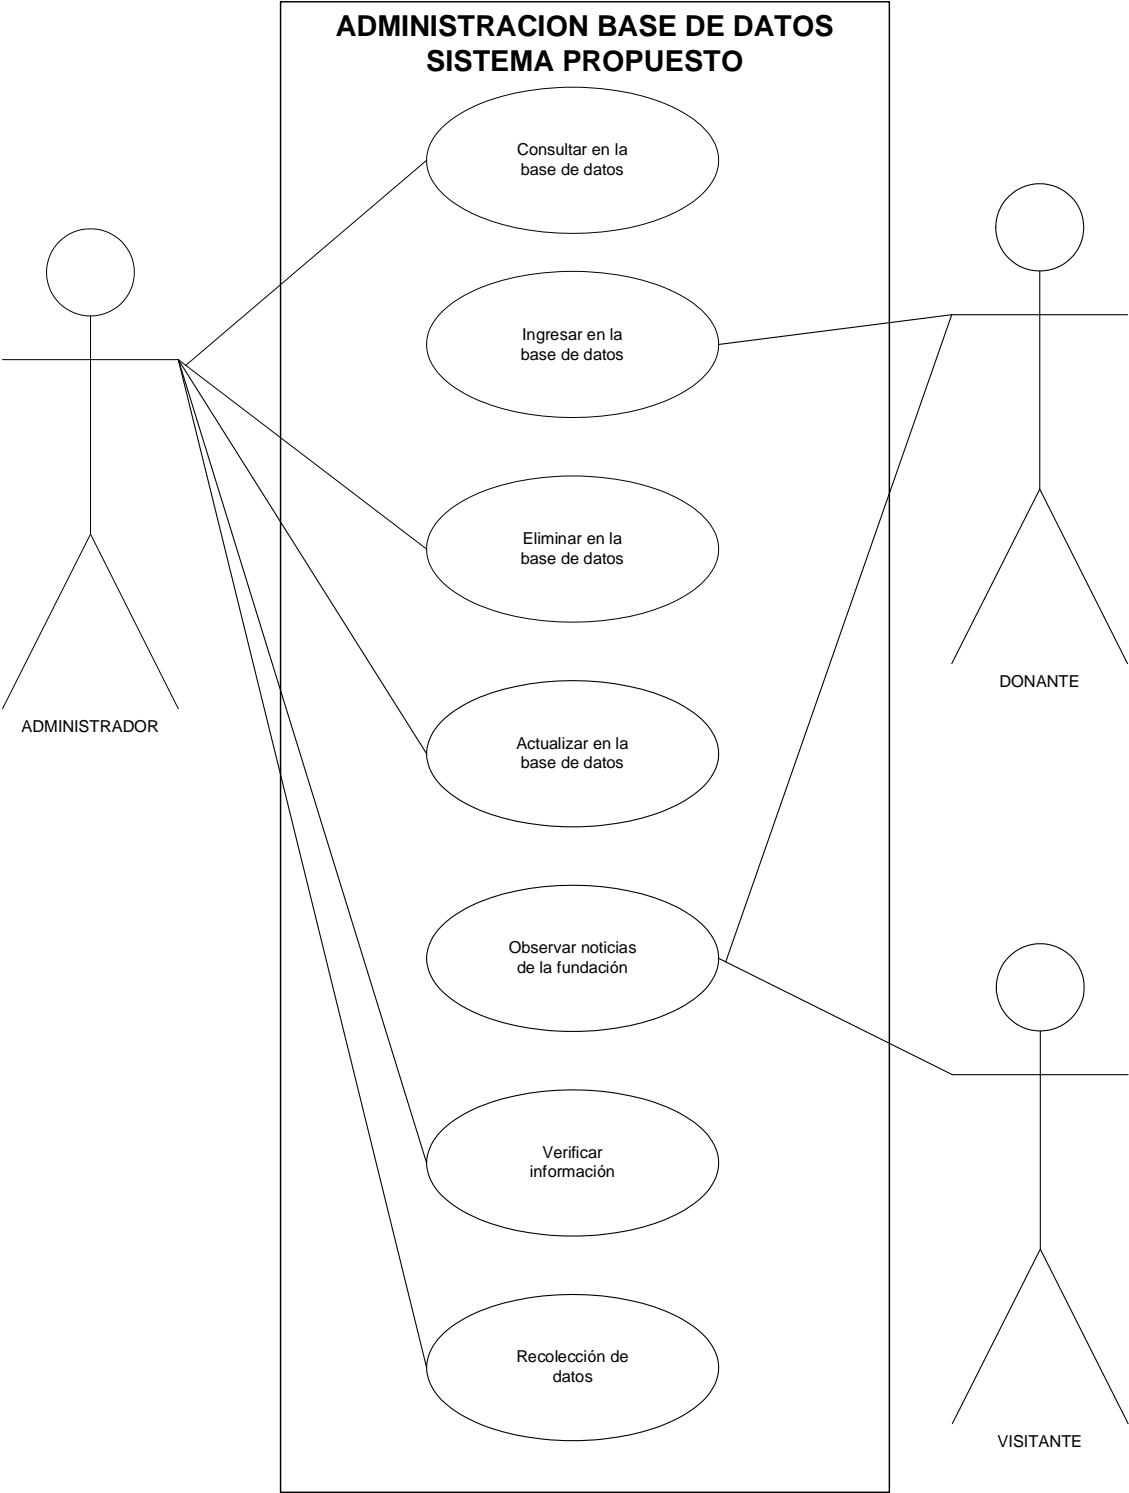 ADMINISTRACION BASE DE DATOS
SISTEMA PROPUESTO
Consultar en la
base de datos
Ingresar en la
base de datos
Eliminar en la
base de datos
DONANTE
ADMINISTRADOR
Actualizar en la
base de datos
Observar noticias
de la fundación
Verificar
información
Recolección de
datos
VISITANTE